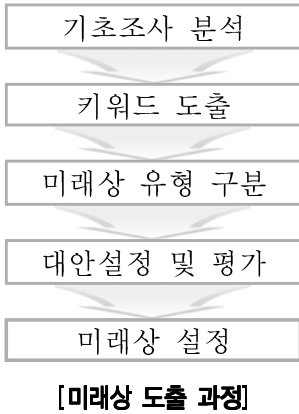 기초조사 분석
키워드 도출
미래상 유형 구분
대안설정 및 평가
미래상 설정
[미래상 도출 과정]